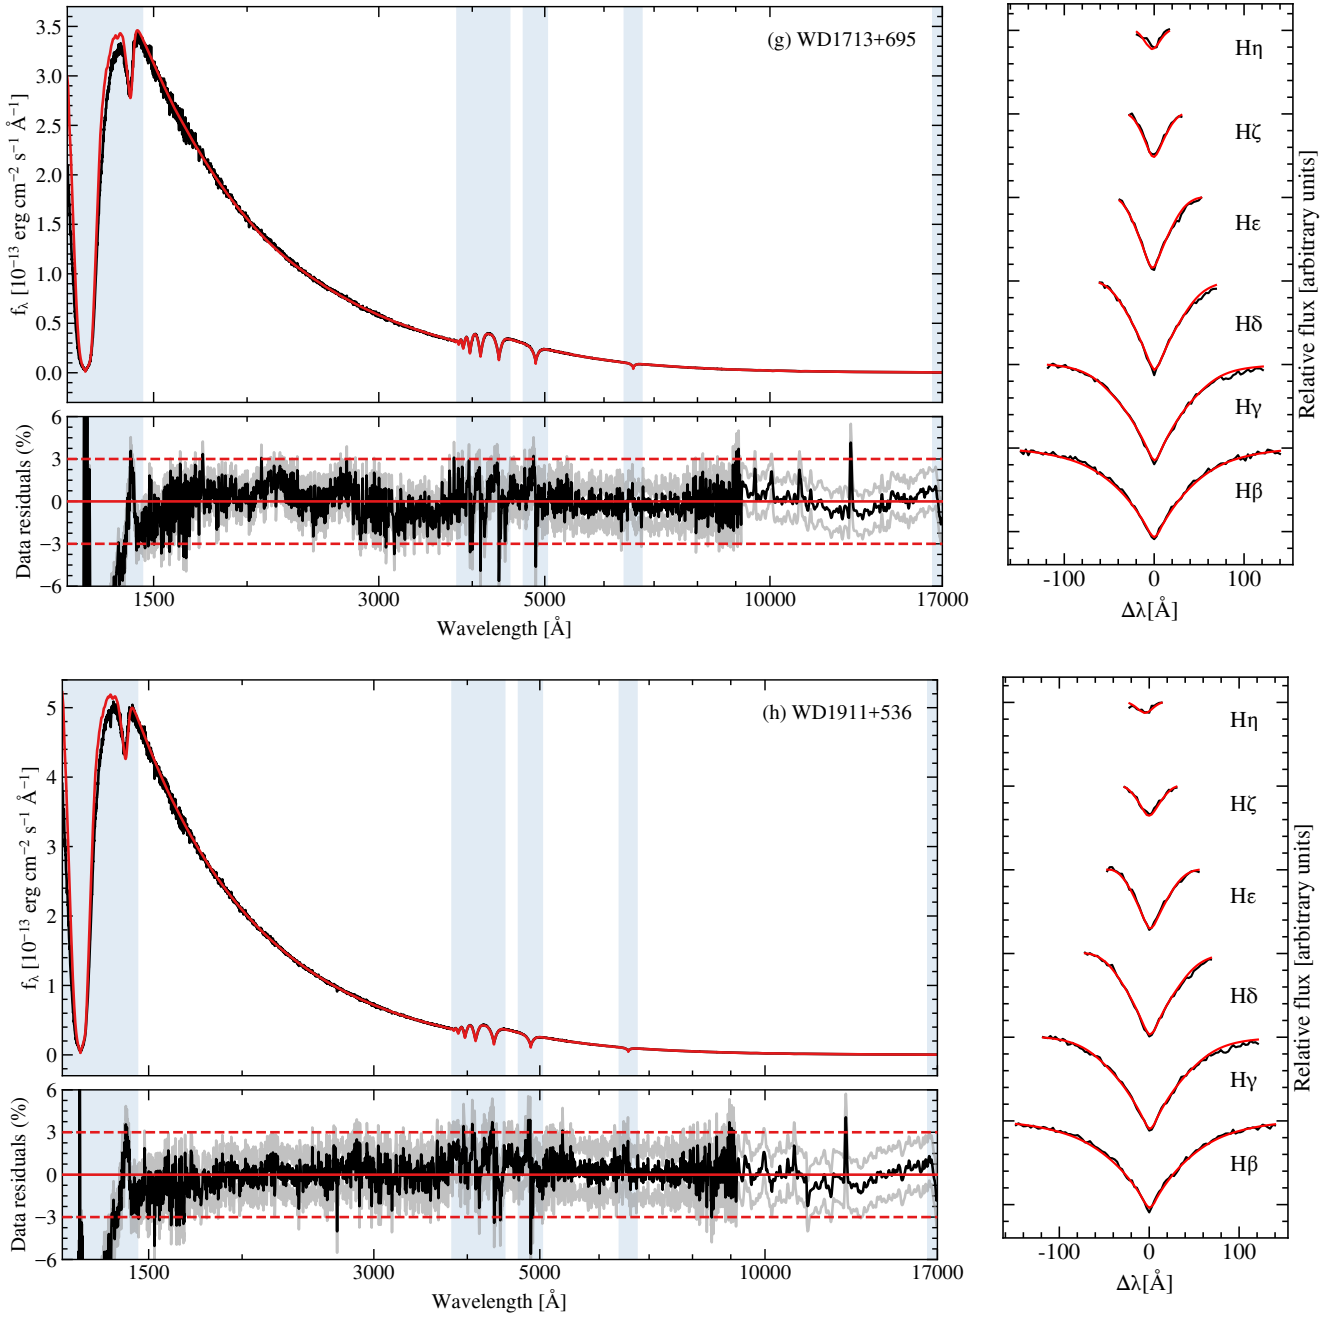 (g) WD1713+695
f_λ [10⁻¹³ erg cm⁻² s⁻¹ Å⁻¹]
3.5
3.0
2.5
2.0
1.5
1.0
0.5
0.0
Data residuals (%)
6
3
0
−3
−6
1500 3000 5000 10000 17000
Wavelength [Å]
Hη
Hζ
Hε
Hδ
Hγ
Hβ
Relative flux [arbitrary units]
-100 0 100
Δλ[Å]
(h) WD1911+536
f_λ [10⁻¹³ erg cm⁻² s⁻¹ Å⁻¹]
5
4
3
2
1
0
Data residuals (%)
6
3
0
−3
−6
1500 3000 5000 10000 17000
Wavelength [Å]
Hη
Hζ
Hε
Hδ
Hγ
Hβ
Relative flux [arbitrary units]
-100 0 100
Δλ[Å]